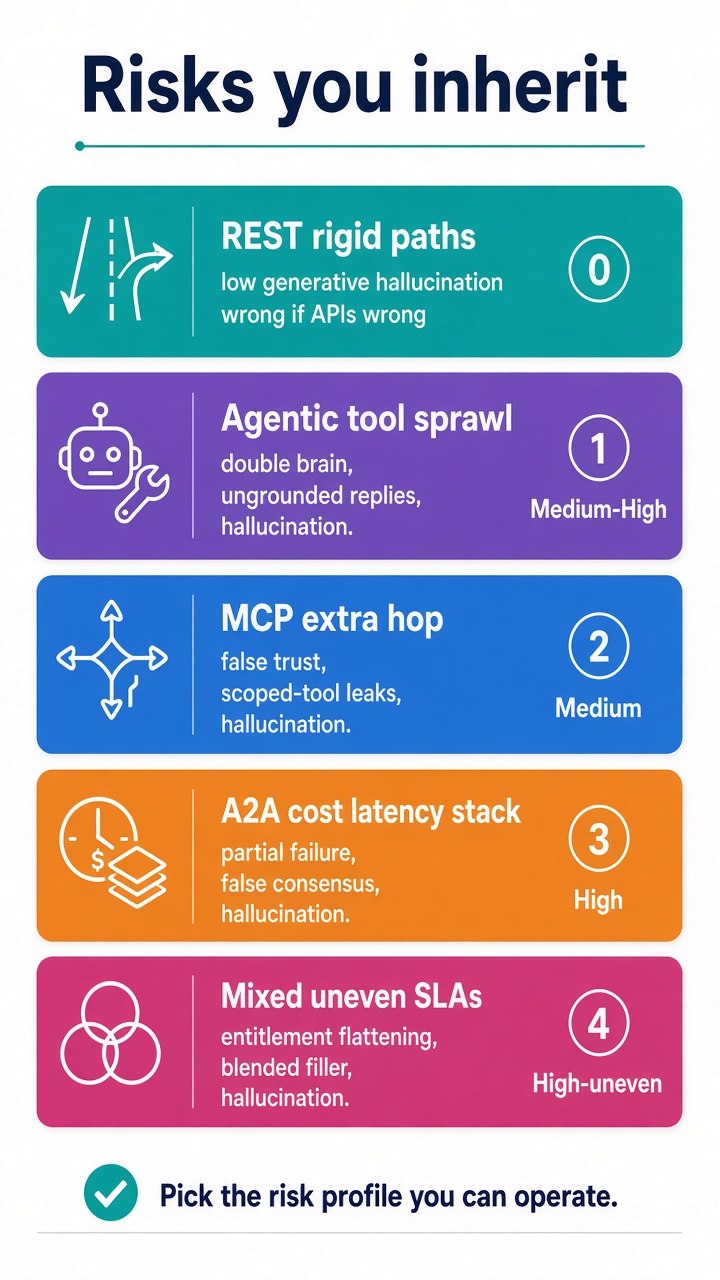 Risks you inherit
REST rigid paths
low generative hallucination
wrong if APIs wrong
0
Agentic tool sprawl
double brain,
ungrounded replies,
hallucination.
1
Medium-High
MCP extra hop
false trust,
scoped-tool leaks,
hallucination.
2
Medium
$
A2A cost latency stack
partial failure,
false consensus,
hallucination.
3
High
Mixed uneven SLAs
entitlement flattening,
blended filler,
hallucination.
4
High-uneven
Pick the risk profile you can operate.